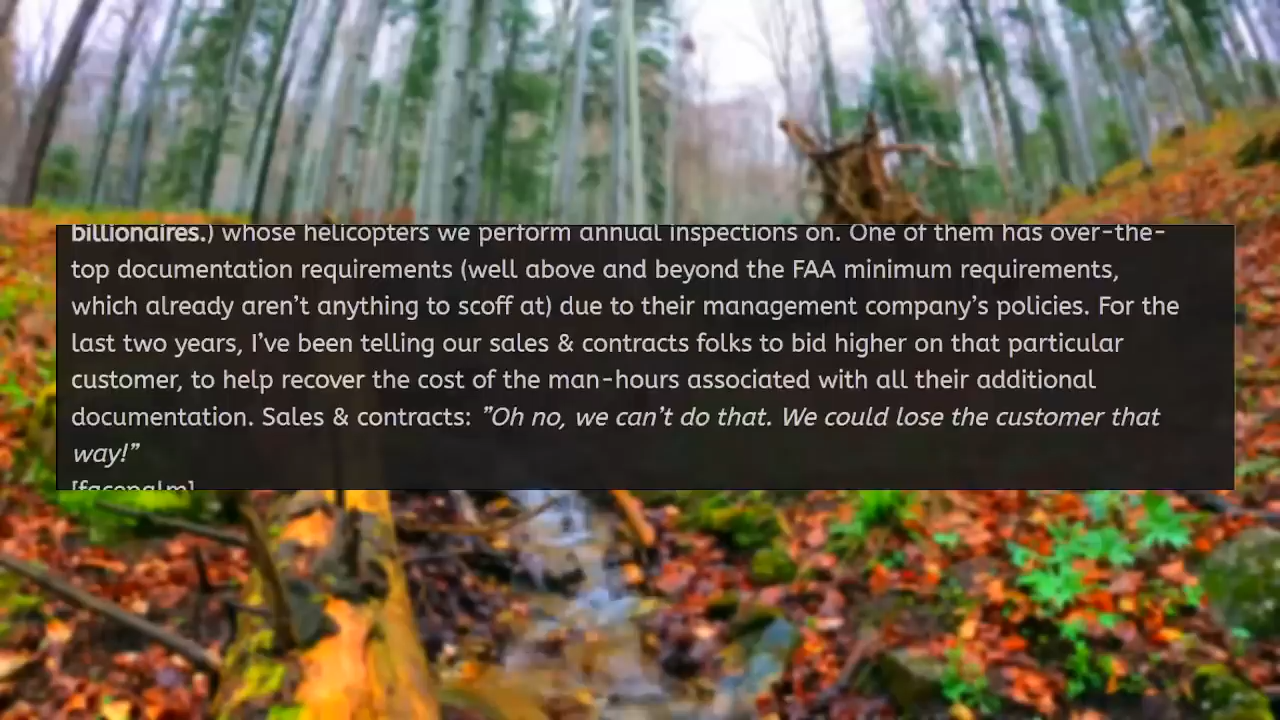 billionaires.) whose helicopters we perform annual inspections on. One of them has over-the-
top documentation requirements (well above and beyond the FAA minimum requirements,
which already aren't anything to scoff at) due to their management company's policies. For the
last two years, I've been telling our sales & contracts folks to bid higher on that particular
customer, to help recover the cost of the man-hours associated with all their additional
documentation. Sales & contracts: "Oh no, we can't do that. We could lose the customer that
way!"
[facepalm]